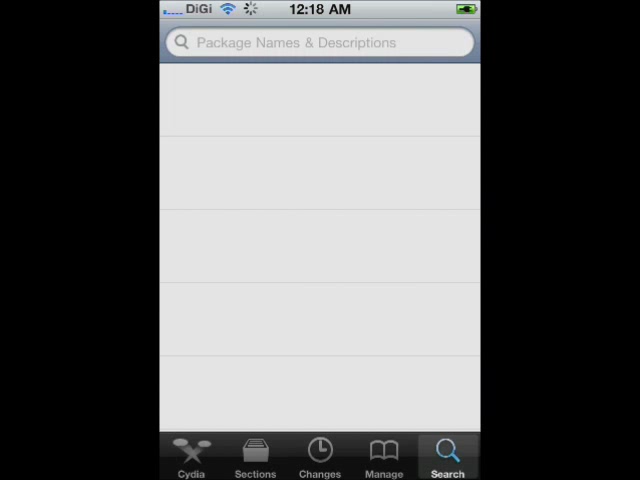 DiGi 12:18 AM
Package Names & Descriptions
Cydia Sections Changes Manage Search